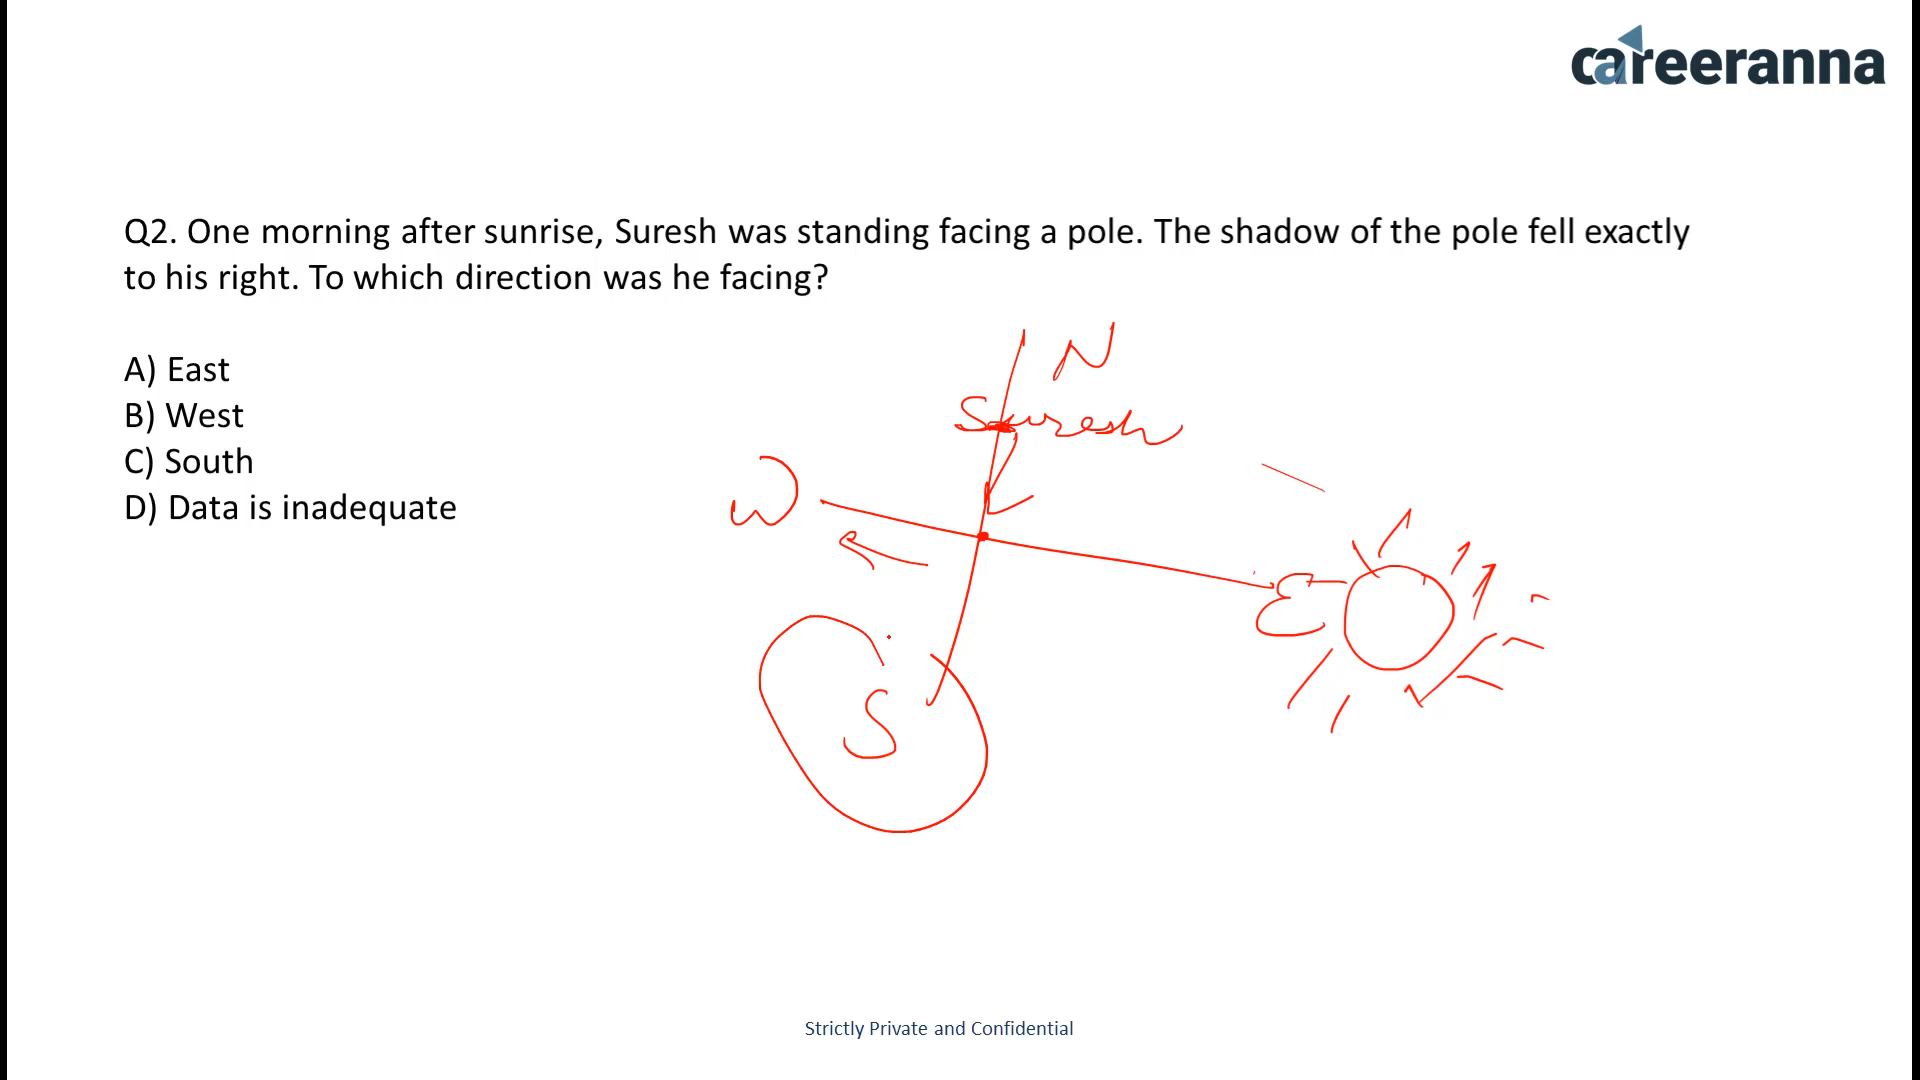 careeranna
Q2. One morning after sunrise, Suresh was standing facing a pole. The shadow of the pole fell exactly
to his right. To which direction was he facing?
A) East
B) West
C) South
D) Data is inadequate
N
Suresh
W
E
S
Strictly Private and Confidential